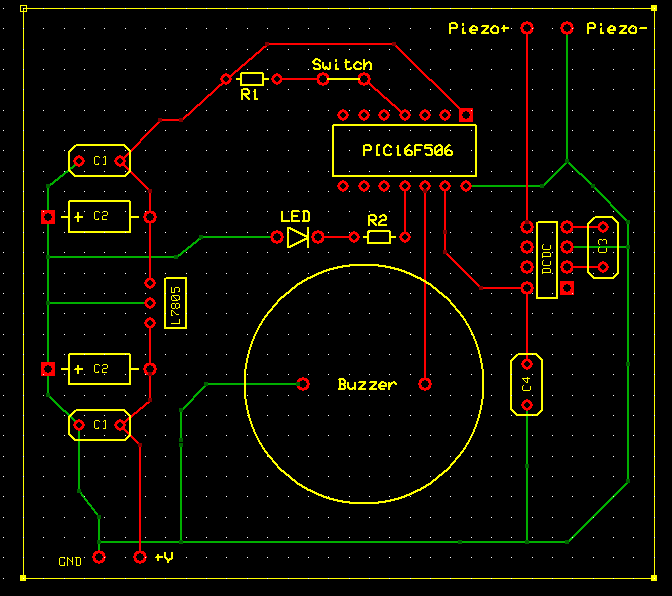 Piezo+ Piezo-
Switch
R1
PIC16F506
C1
C2
LED
R2
DCDC
C3
L7805
C2
Buzzer
C4
C1
GND +V